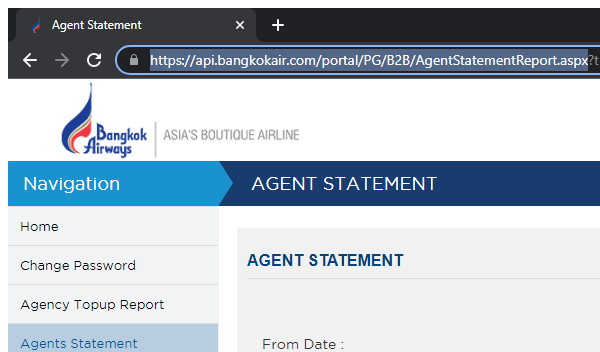 Agent Statement
https://api.bangkokair.com/portal/PG/B2B/AgentStatementReport.aspx?t
Bangkok Airways
ASIA'S BOUTIQUE AIRLINE
Navigation
AGENT STATEMENT
Home
Change Password
Agency Topup Report
Agents Statement
AGENT STATEMENT
From Date :